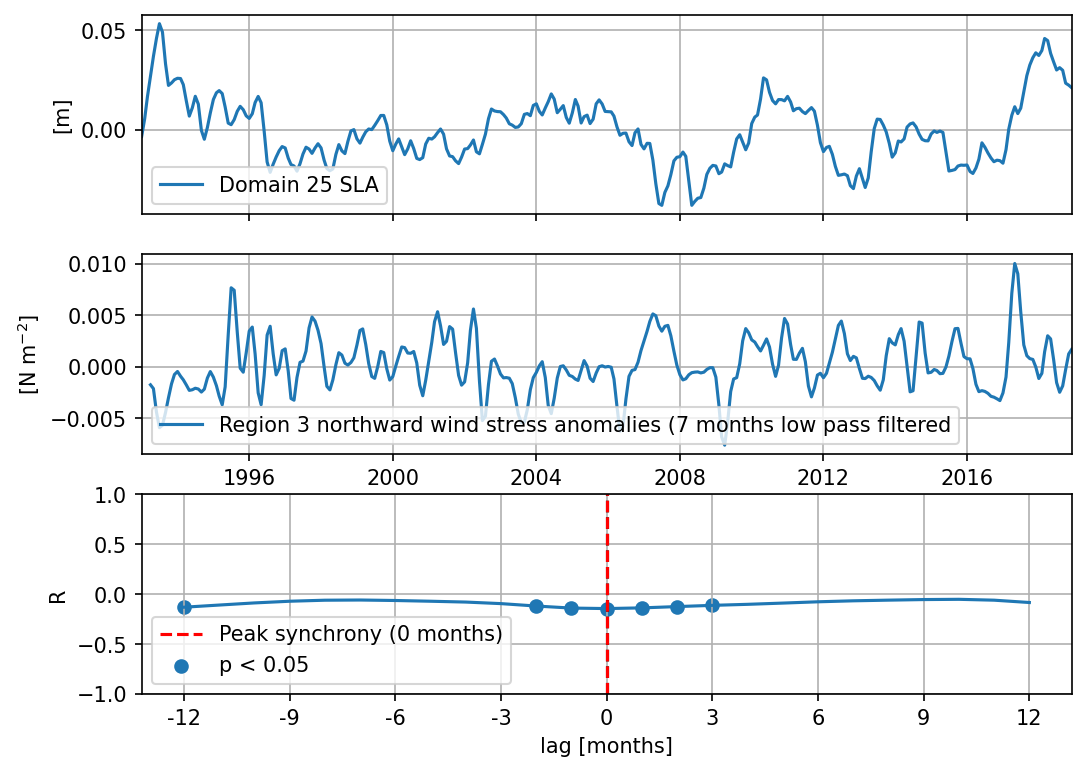 0.05
0.00
[m]
Domain 25 SLA
0.010
0.005
0.000
−0.005
[N m⁻²]
Region 3 northward wind stress anomalies (7 months low pass filtered
1996 2000 2004 2008 2012 2016
1.0
0.5
0.0
−0.5
−1.0
R
Peak synchrony (0 months)
p < 0.05
-12 -9 -6 -3 0 3 6 9 12
lag [months]